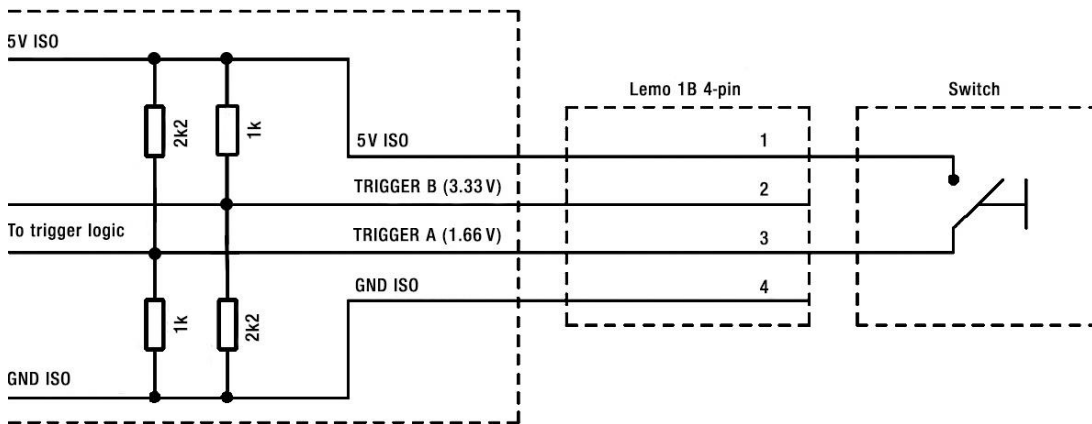 5V ISO
2k2
1k
Lemo 1B 4-pin
Switch
5V ISO
1
TRIGGER B (3.33 V)
2
To trigger logic
TRIGGER A (1.66 V)
3
GND ISO
4
1k
2k2
GND ISO